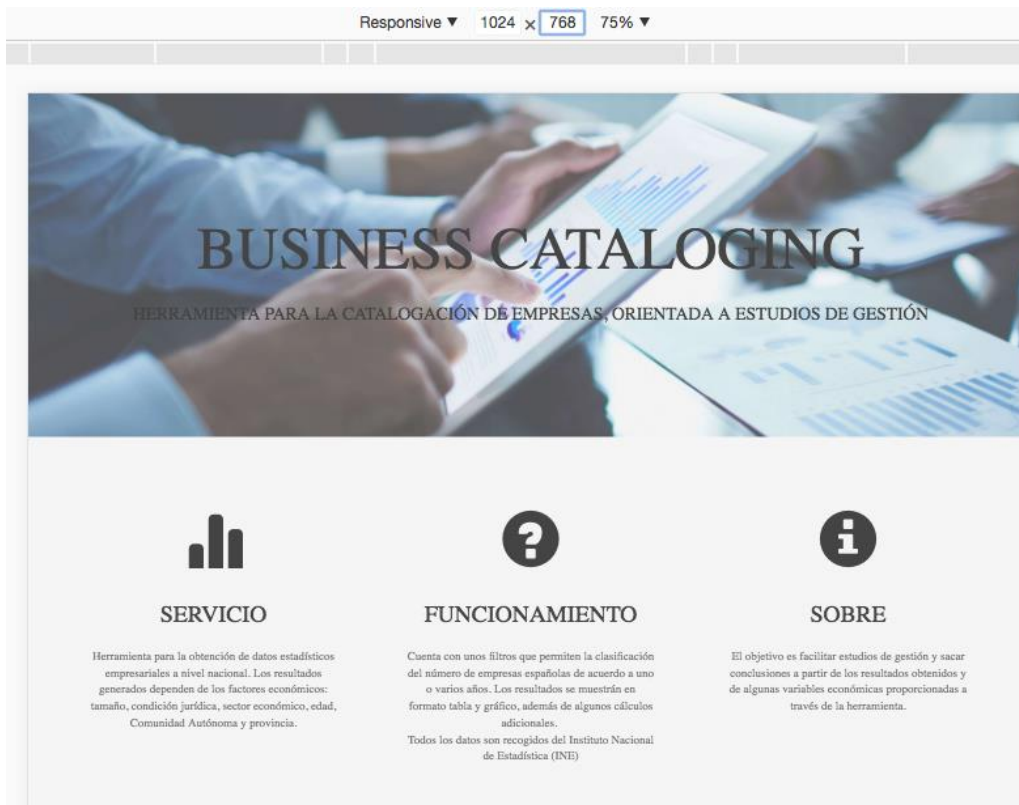 Responsive ▼ 1024 × 768 75% ▼
BUSINESS CATALOGING
HERRAMIENTA PARA LA CATALOGACIÓN DE EMPRESAS, ORIENTADA A ESTUDIOS DE GESTIÓN
SERVICIO
Herramienta para la obtención de datos estadísticos
empresariales a nivel nacional. Los resultados
generados dependen de los factores económicos:
tamaño, condición jurídica, sector económico, edad,
Comunidad Autónoma y provincia.
FUNCIONAMIENTO
Cuenta con unos filtros que permiten la clasificación
del número de empresas españolas de acuerdo a uno
o varios años. Los resultados se muestrán en
formato tabla y gráfico, además de algunos cálculos
adicionales.
Todos los datos son recogidos del Instituto Nacional
de Estadística (INE)
SOBRE
El objetivo es facilitar estudios de gestión y sacar
conclusiones a partir de los resultados obtenidos y
de algunas variables económicas proporcionadas a
través de la herramienta.